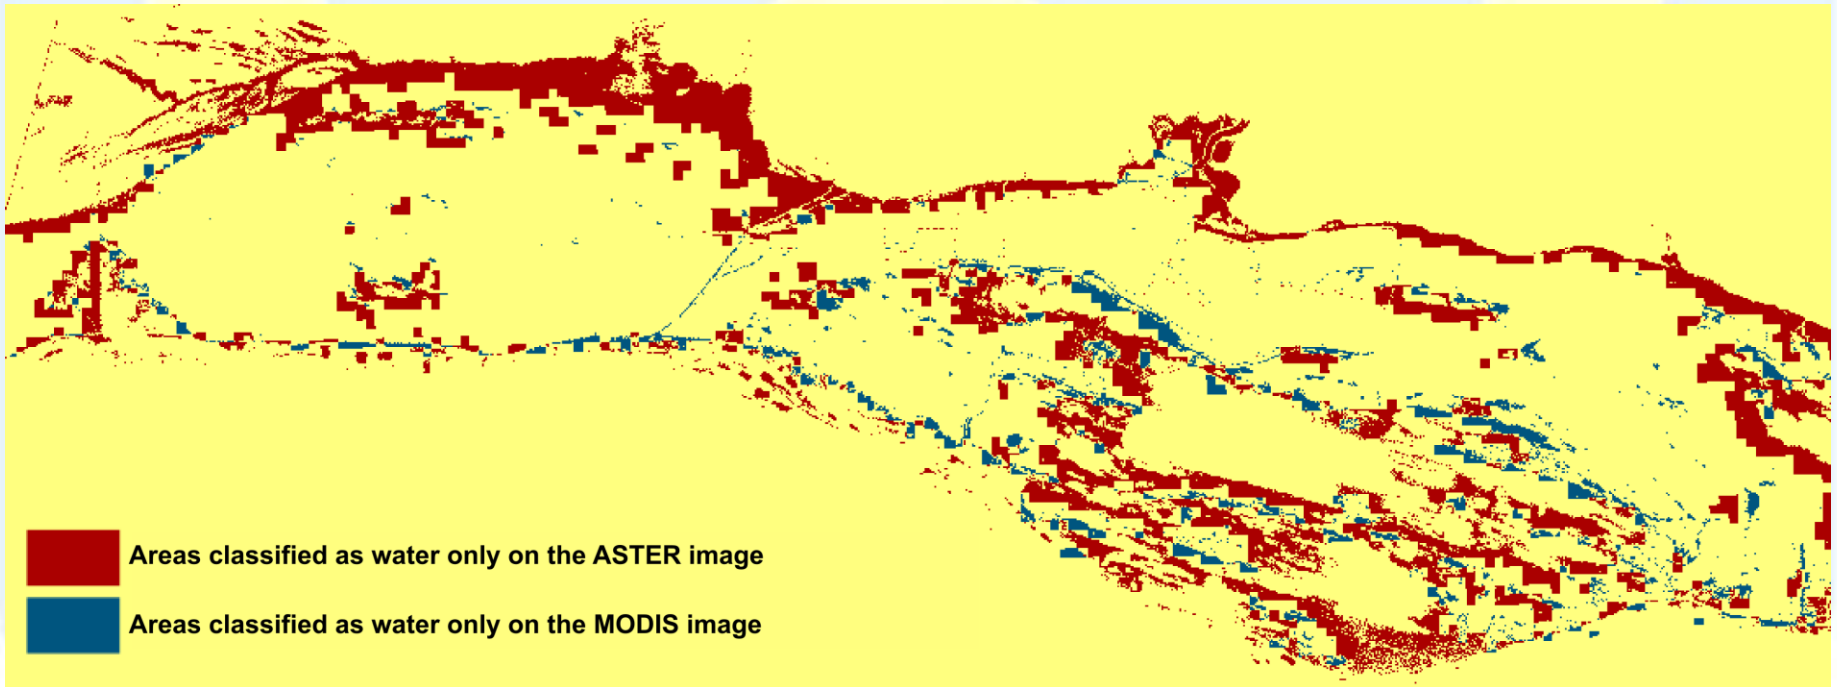 Areas classified as water only on the ASTER image
Areas classified as water only on the MODIS image